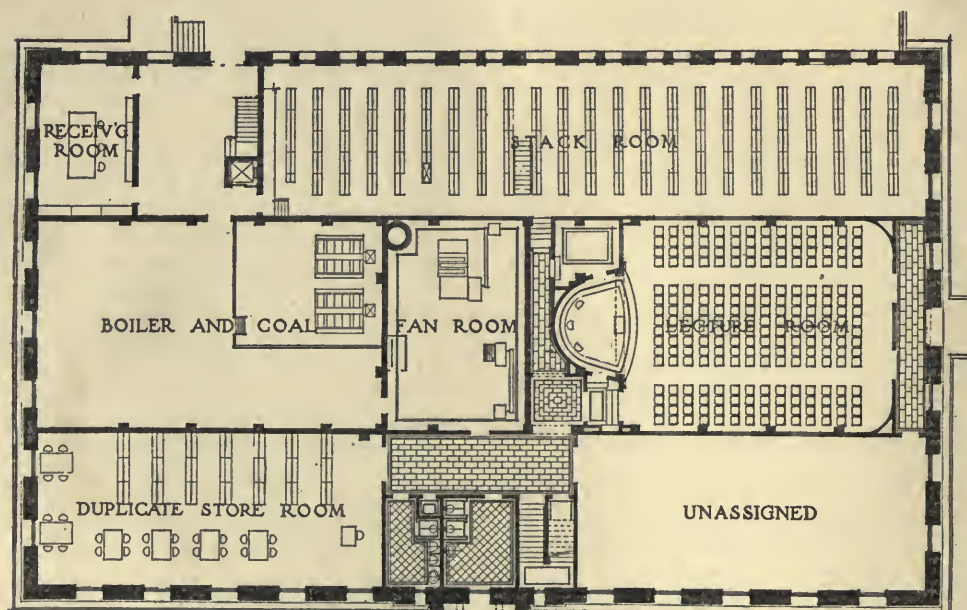 RECEIV'G
ROOM
STACK ROOM
BOILER AND COAL
FAN ROOM
LECTURE ROOM
DUPLICATE STORE ROOM
UNASSIGNED